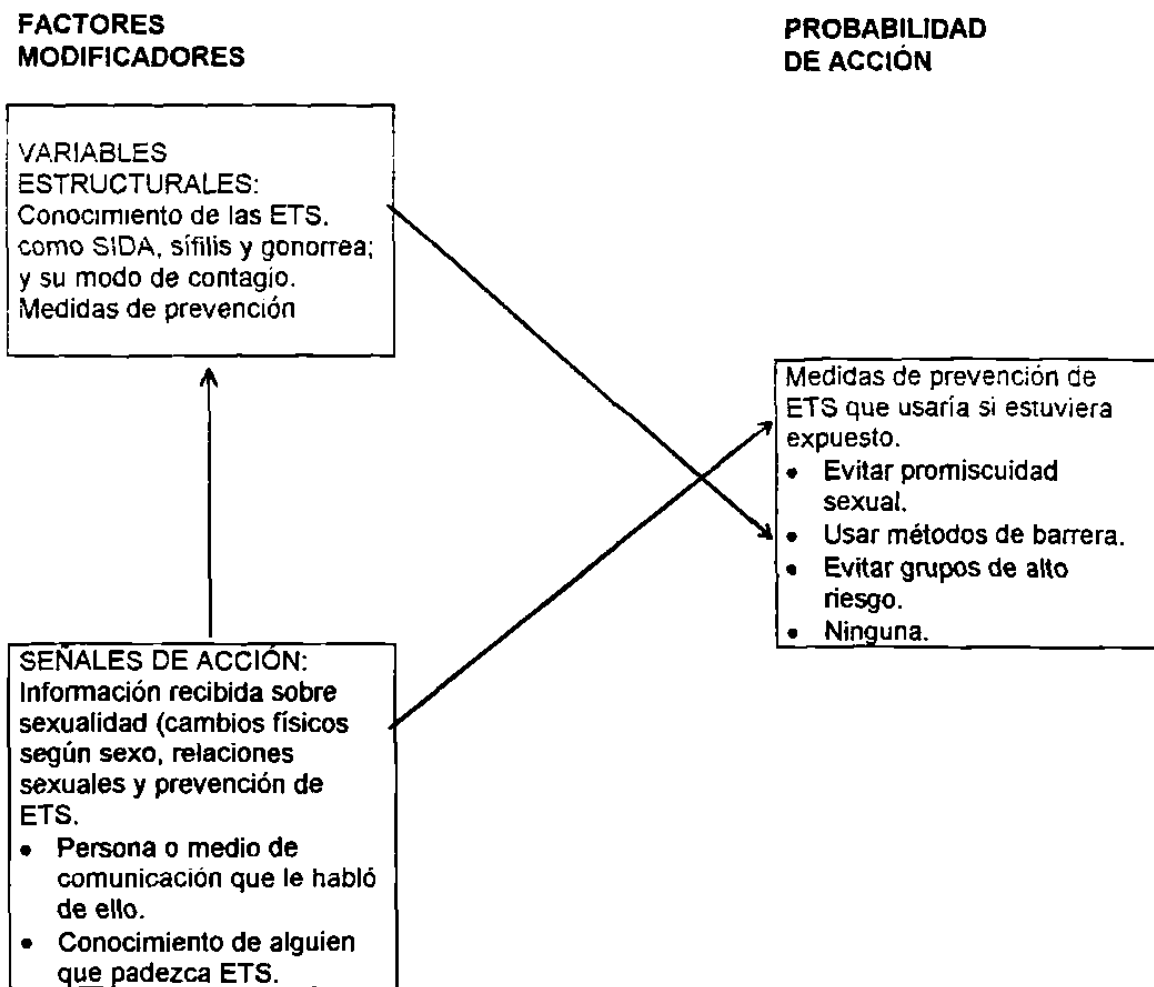 FACTORES
MODIFICADORES
PROBABILIDAD
DE ACCIÓN
VARIABLES
ESTRUCTURALES:
Conocimiento de las ETS.
como SIDA, sífilis y gonorrea;
y su modo de contagio.
Medidas de prevención
Medidas de prevención de
ETS que usaría si estuviera
expuesto.
• Evitar promiscuidad
sexual.
• Usar métodos de barrera.
• Evitar grupos de alto
riesgo.
• Ninguna.
SEÑALES DE ACCIÓN:
Información recibida sobre
sexualidad (cambios físicos
según sexo, relaciones
sexuales y prevención de
ETS.
• Persona o medio de
comunicación que le habló
de ello.
• Conocimiento de alguien
que padezca ETS.